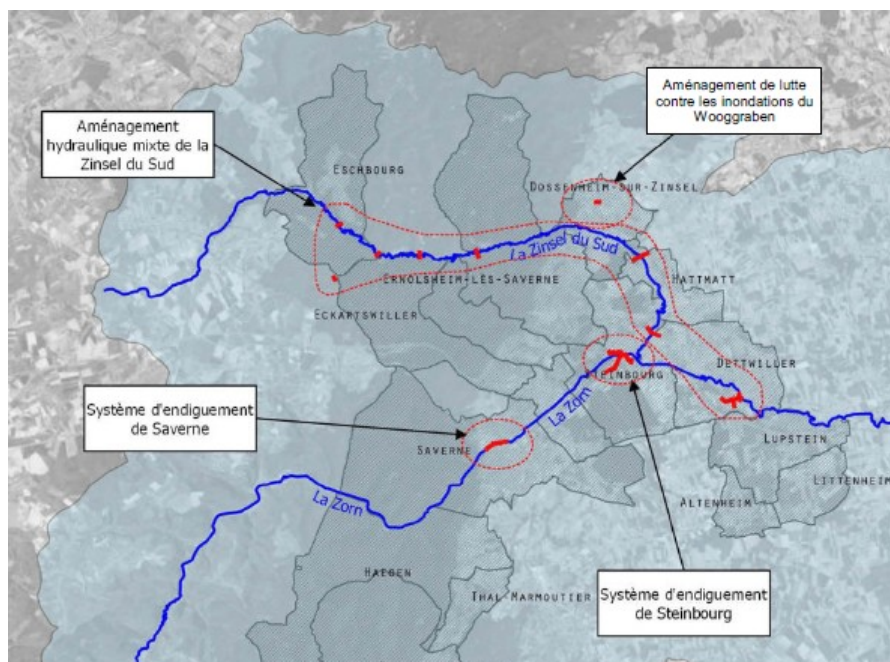 Aménagement de lutte
contre les inondations du
Wooggraben
Aménagement
hydraulique mixte de la
Zinsel du Sud
ESCHBOURG
DOSSENHEIM-SUR-ZINSEL
La Zinsel du Sud
HATTMATT
ERNOLSHEIM-LÈS-SAVERNE
ECKARTSWILLER
DETTWILLER
STEINBOURG
Système d'endiguement
de Saverne
La Zorn
SAVERNE
LUPSTEIN
LITTENHEIM
ALTENHEIM
La Zorn
HAEGEN
THAL-MARMOUTIER
Système d'endiguement
de Steinbourg